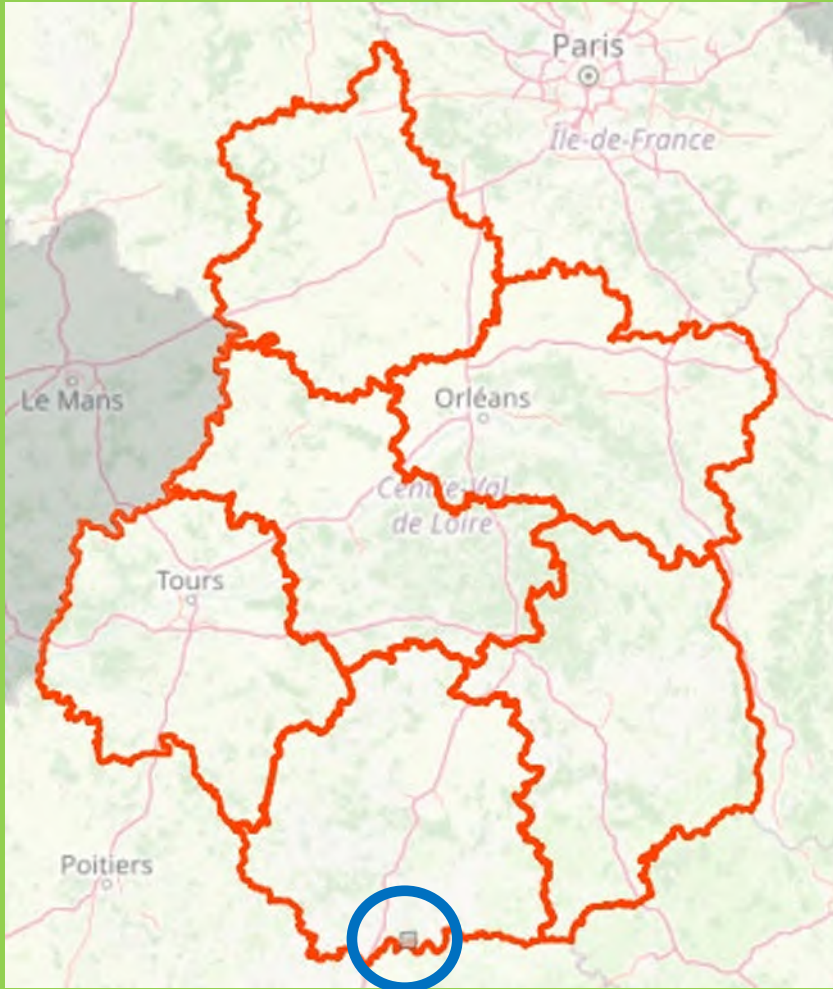 Paris
Île-de-France
Le Mans
Orléans
Centre-Val
de Loire
Tours
Poitiers